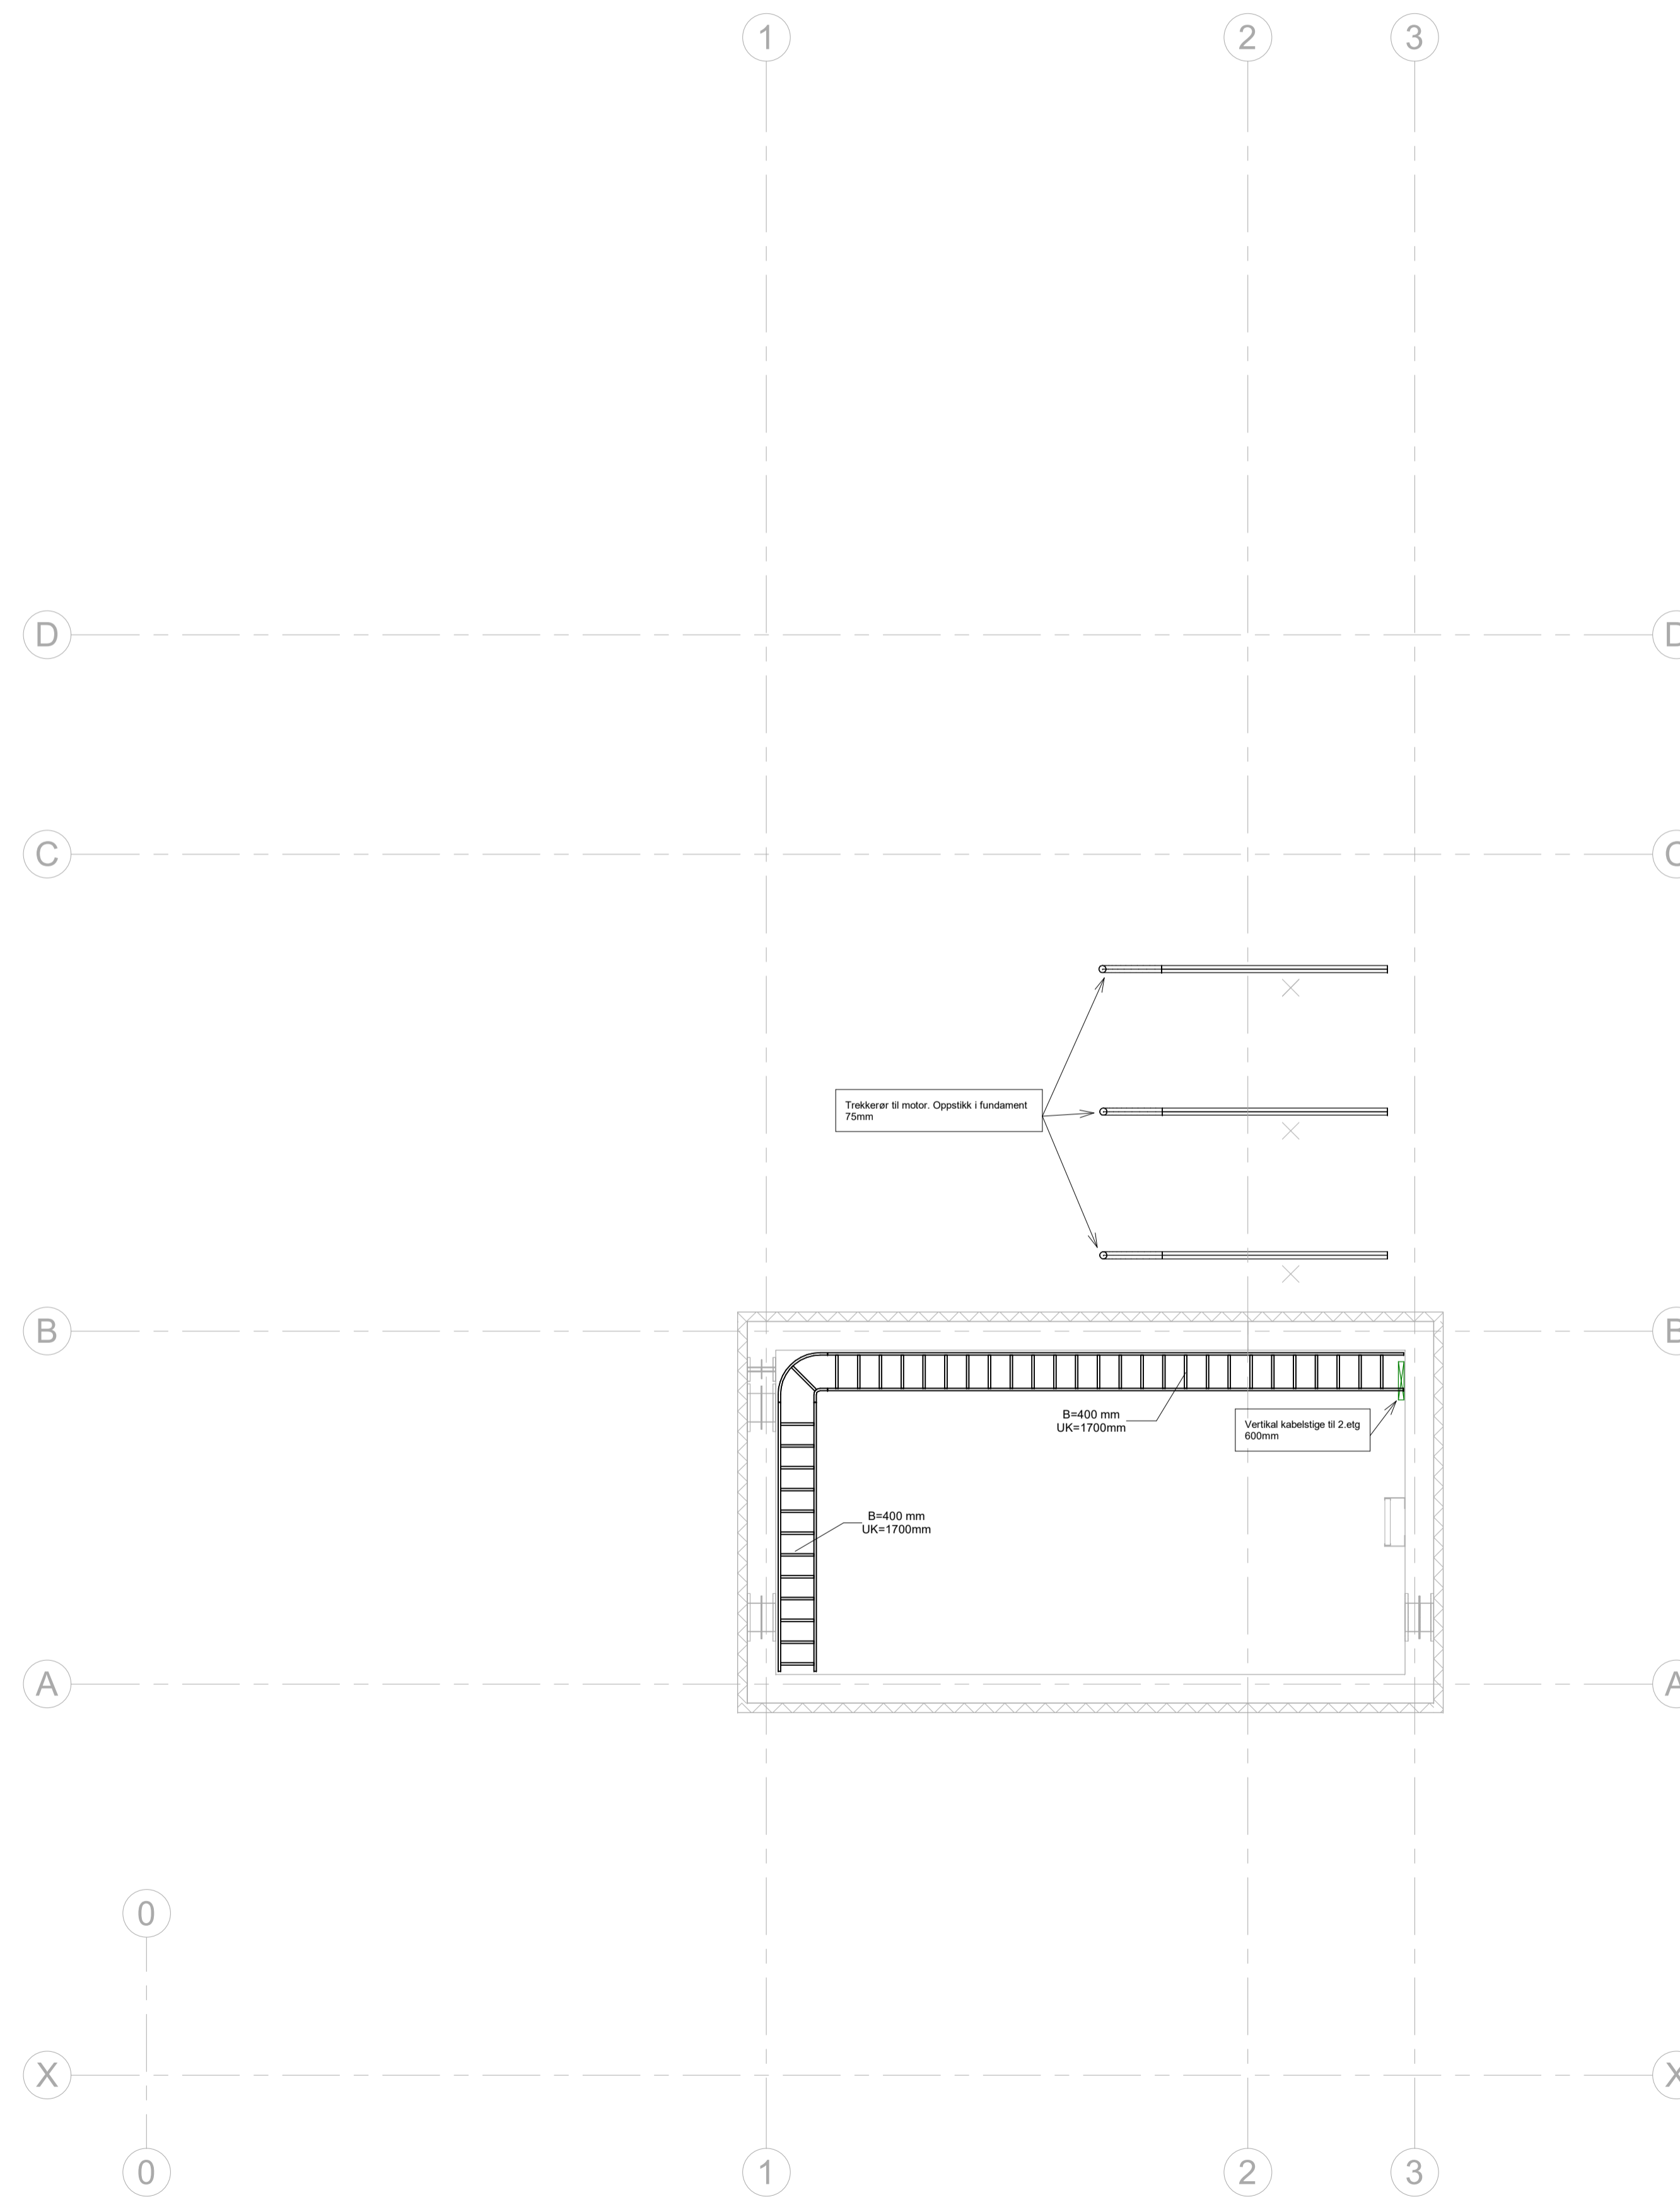 1
2
3
D
D
C
C
Trekkerør til motor. Oppstikk i fundament
75mm
B
B
B=400 mm
UK=1700mm
Vertikal kabelstige til 2.etg
600mm
B=400 mm
UK=1700mm
A
A
0
X
X
0
1
2
3